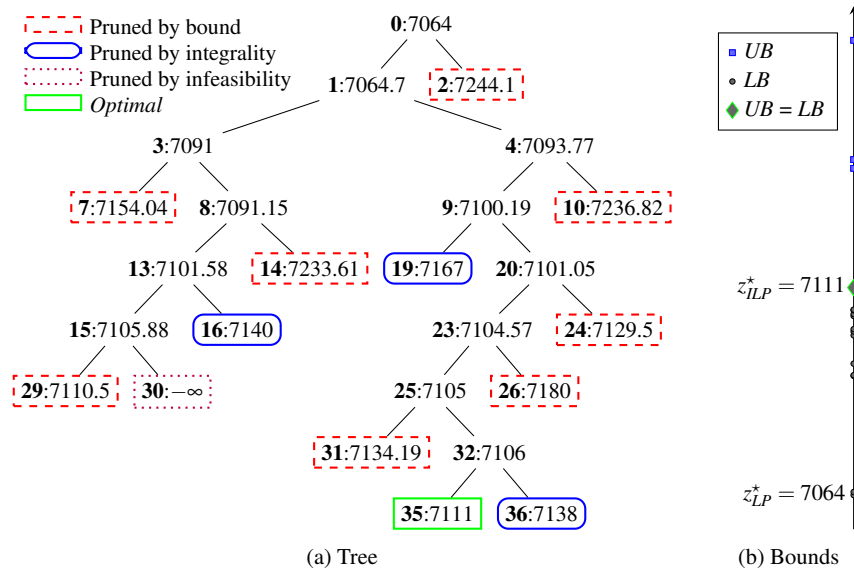 Pruned by bound
Pruned by integrality
Pruned by infeasibility
Optimal
0:7064
1:7064.7
2:7244.1
3:7091
4:7093.77
7:7154.04
8:7091.15
9:7100.19
10:7236.82
13:7101.58
14:7233.61
19:7167
20:7101.05
15:7105.88
16:7140
23:7104.57
24:7129.5
29:7110.5
30:−∞
25:7105
26:7180
31:7134.19
32:7106
35:7111
36:7138
(a) Tree
UB
LB
UB = LB
z*ILP = 7111
z*LP = 7064
(b) Bounds